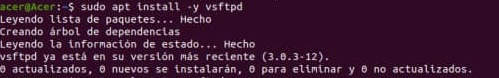 acer@Acer:~$ sudo apt install -y vsftpd
Leyendo lista de paquetes... Hecho
Creando árbol de dependencias
Leyendo la información de estado... Hecho
vsftpd ya está en su versión más reciente (3.0.3-12).
0 actualizados, 0 nuevos se instalarán, 0 para eliminar y 0 no actualizados.